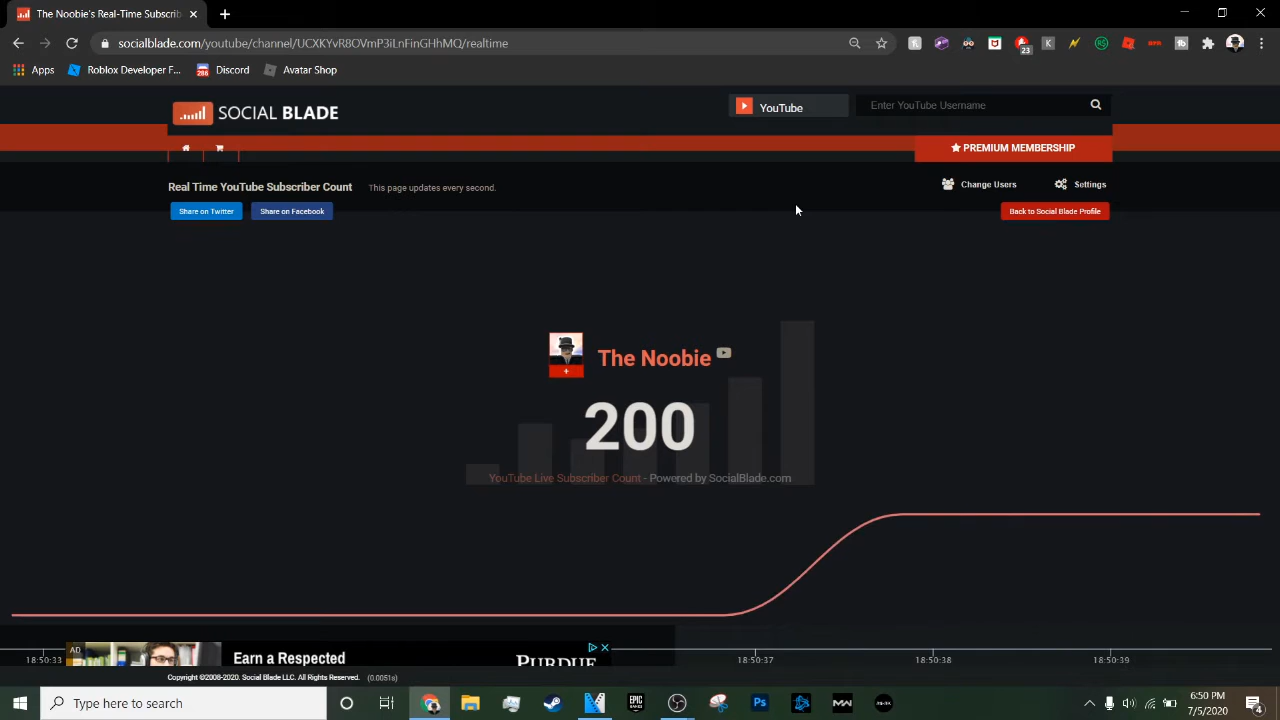 The Noobie's Real-Time Subscrib
socialblade.com/youtube/channel/UCXKYvR8OVmP3iLnFinGHhMQ/realtime
23
Apps
Roblox Developer F...
Discord
Avatar Shop
SOCIAL BLADE
YouTube
Enter YouTube Username
PREMIUM MEMBERSHIP
Real Time YouTube Subscriber Count
This page updates every second.
Change Users
Settings
Share on Twitter
Share on Facebook
Back to Social Blade Profile
The Noobie
+
200
YouTube Live Subscriber Count - Powered by SocialBlade.com
AD
Earn a Respected
PURDUE
18:50:33
18:50:37
18:50:38
18:50:39
Copyright ©2008-2020. Social Blade LLC. All Rights Reserved.
(0.0051s)
Type here to search
EPIC
Ps
6:50 PM
7/5/2020
4